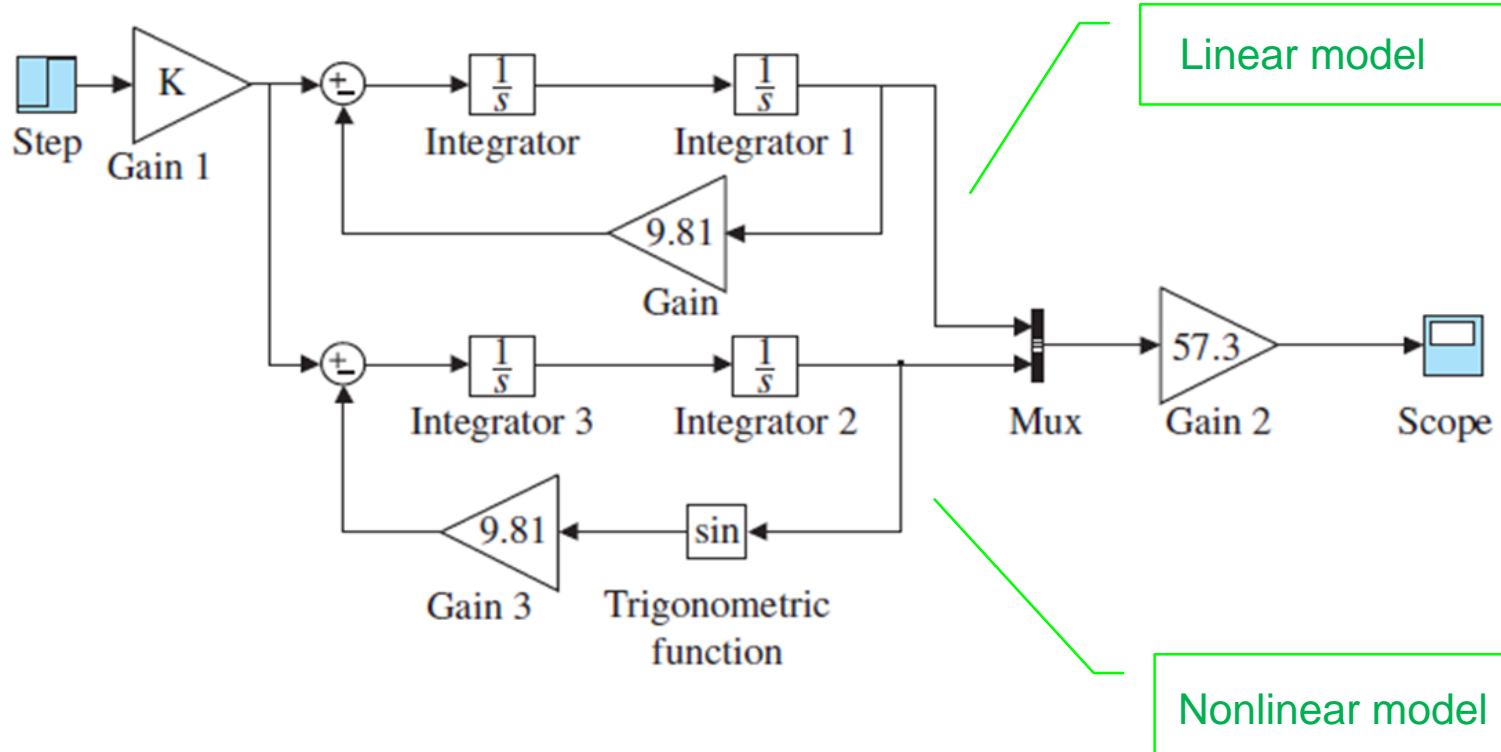 Linear model
K
+
−
1
s
1
s
Step
Gain 1
Integrator
Integrator 1
9.81
Gain
57.3
+
−
1
s
1
s
Integrator 3
Integrator 2
Mux
Gain 2
Scope
9.81
sin
Gain 3
Trigonometric
function
Nonlinear model